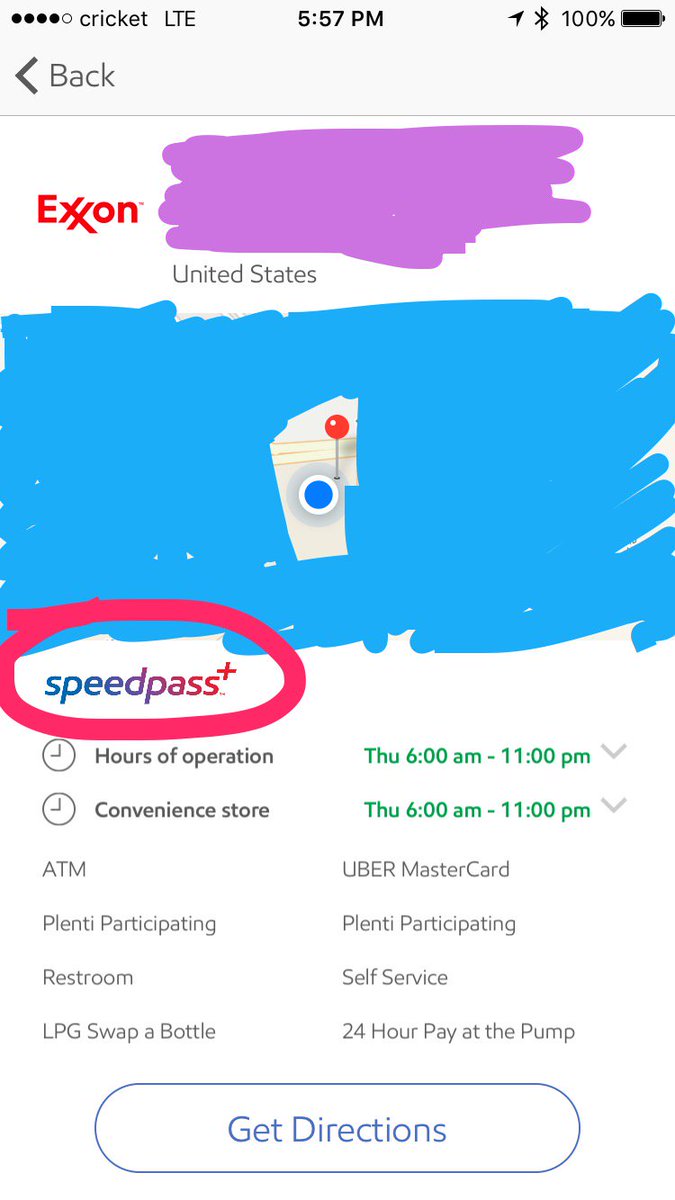 cricket LTE 5:57 PM 100%
Back
Exxon™
United States
speedpass+™
Hours of operation Thu 6:00 am - 11:00 pm
Convenience store Thu 6:00 am - 11:00 pm
ATM UBER MasterCard
Plenti Participating Plenti Participating
Restroom Self Service
LPG Swap a Bottle 24 Hour Pay at the Pump
Get Directions